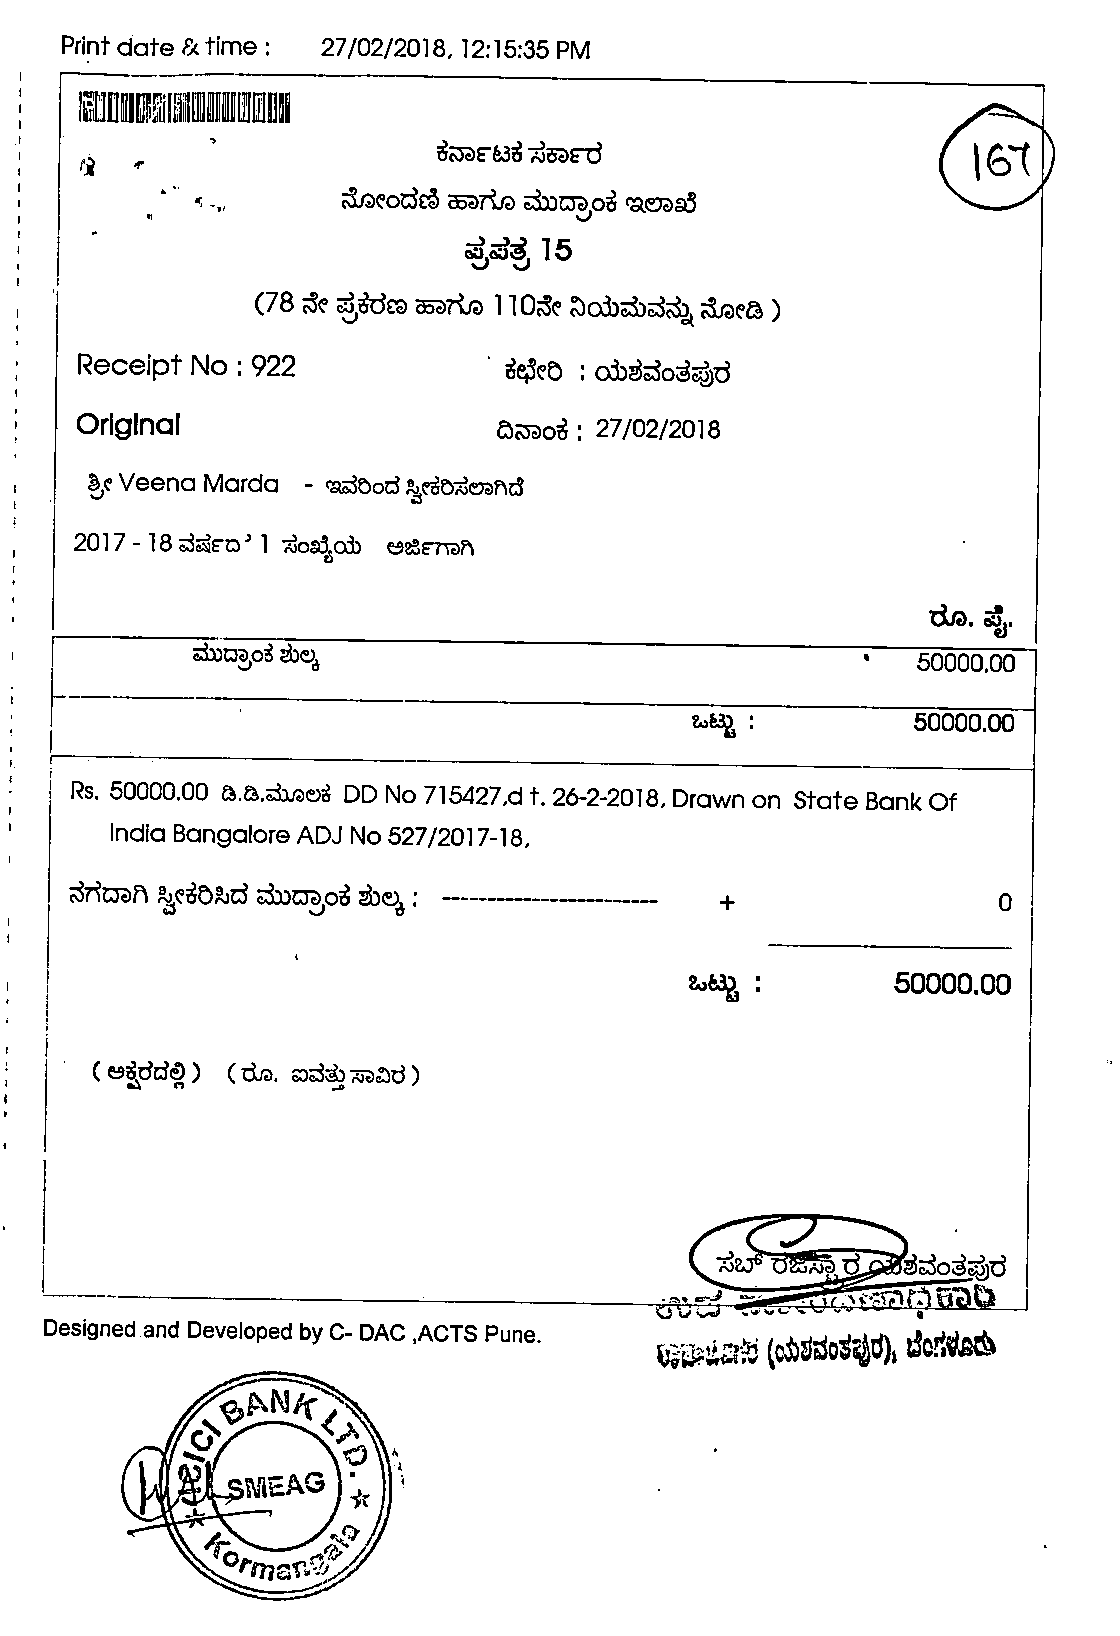 Print date & time : 27/02/2018, 12:15:35 PM
167
ಕರ್ನಾಟಕ ಸರ್ಕಾರ
ನೋಂದಣಿ ಹಾಗೂ ಮುದ್ರಾಂಕ ಇಲಾಖೆ
ಪ್ರಪತ್ರ 15
(78 ನೇ ಪ್ರಕರಣ ಹಾಗೂ 110ನೇ ನಿಯಮವನ್ನು ನೋಡಿ )
Receipt No : 922 ಕಛೇರಿ : ಯಶವಂತಪುರ
Original ದಿನಾಂಕ : 27/02/2018
ಶ್ರೀ Veena Marda - ಇವರಿಂದ ಸ್ವೀಕರಿಸಲಾಗಿದೆ
2017 - 18 ವರ್ಷದ 1 ಸಂಖ್ಯೆಯ ಅರ್ಜಿಗಾಗಿ
ರೂ. ಪೈ.
ಮುದ್ರಾಂಕ ಶುಲ್ಕ 50000.00
ಒಟ್ಟು : 50000.00
Rs. 50000.00 ಡಿ.ಡಿ.ಮೂಲಕ DD No 715427,d t. 26-2-2018, Drawn on State Bank Of
India Bangalore ADJ No 527/2017-18,
ನಗದಾಗಿ ಸ್ವೀಕರಿಸಿದ ಮುದ್ರಾಂಕ ಶುಲ್ಕ : ------------------------ + 0
ಒಟ್ಟು : 50000.00
( ಅಕ್ಷರದಲ್ಲಿ ) ( ರೂ. ಐವತ್ತು ಸಾವಿರ )
ಸಬ್ ರಜಿಸ್ಟ್ರಾರ ಯಶವಂತಪುರ
(ಯಶವಂತಪುರ), ಬೆಂಗಳೂರು
Designed and Developed by C- DAC ,ACTS Pune.
ICICI BANK LTD.
SMEAG
Kormangala